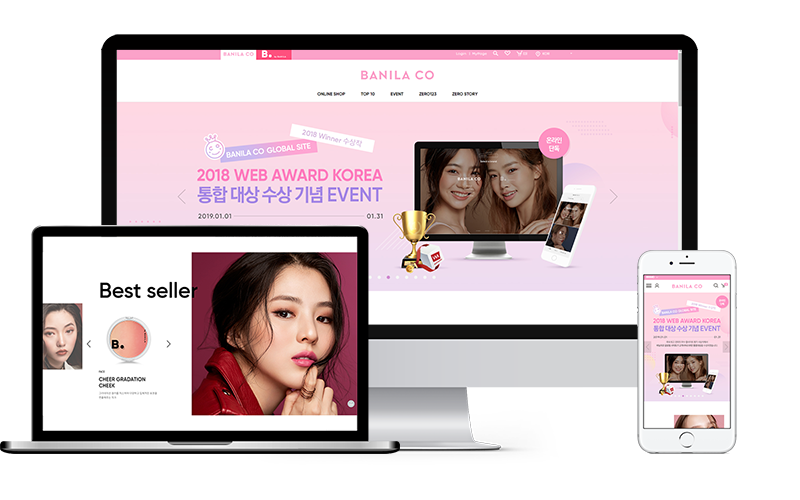 BANILA CO
B.
BANILA CO
ONLINE SHOP
TOP 10
EVENT
ZERO123
ZERO STORY
2018 Winner 수상작
BANILA CO GLOBAL SITE
2018 WEB AWARD KOREA
통합 대상 수상 기념 EVENT
2019.01.01
01.31
온라인
단독
BANILA CO
Best seller
B.
CHEER GRADATION
CHEEK
BANILA CO
2018 WEB AWARD KOREA
통합 대상 수상 기념 EVENT